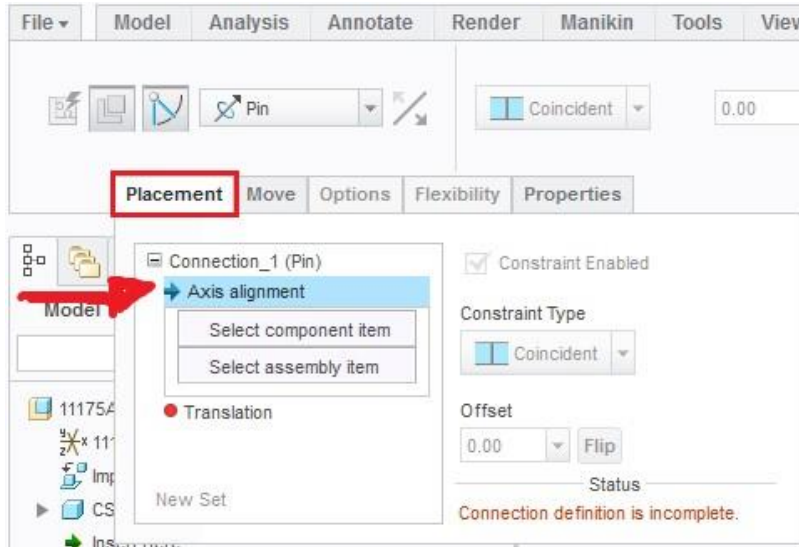 File Model Analysis Annotate Render Manikin Tools View
Pin Coincident 0.00
Placement Move Options Flexibility Properties
Connection_1 (Pin)
Constraint Enabled
Axis alignment
Model
Constraint Type
Select component item
Coincident
Select assembly item
11175A
Translation
Offset
111
0.00 Flip
Imp
Status
New Set
CS
Connection definition is incomplete.